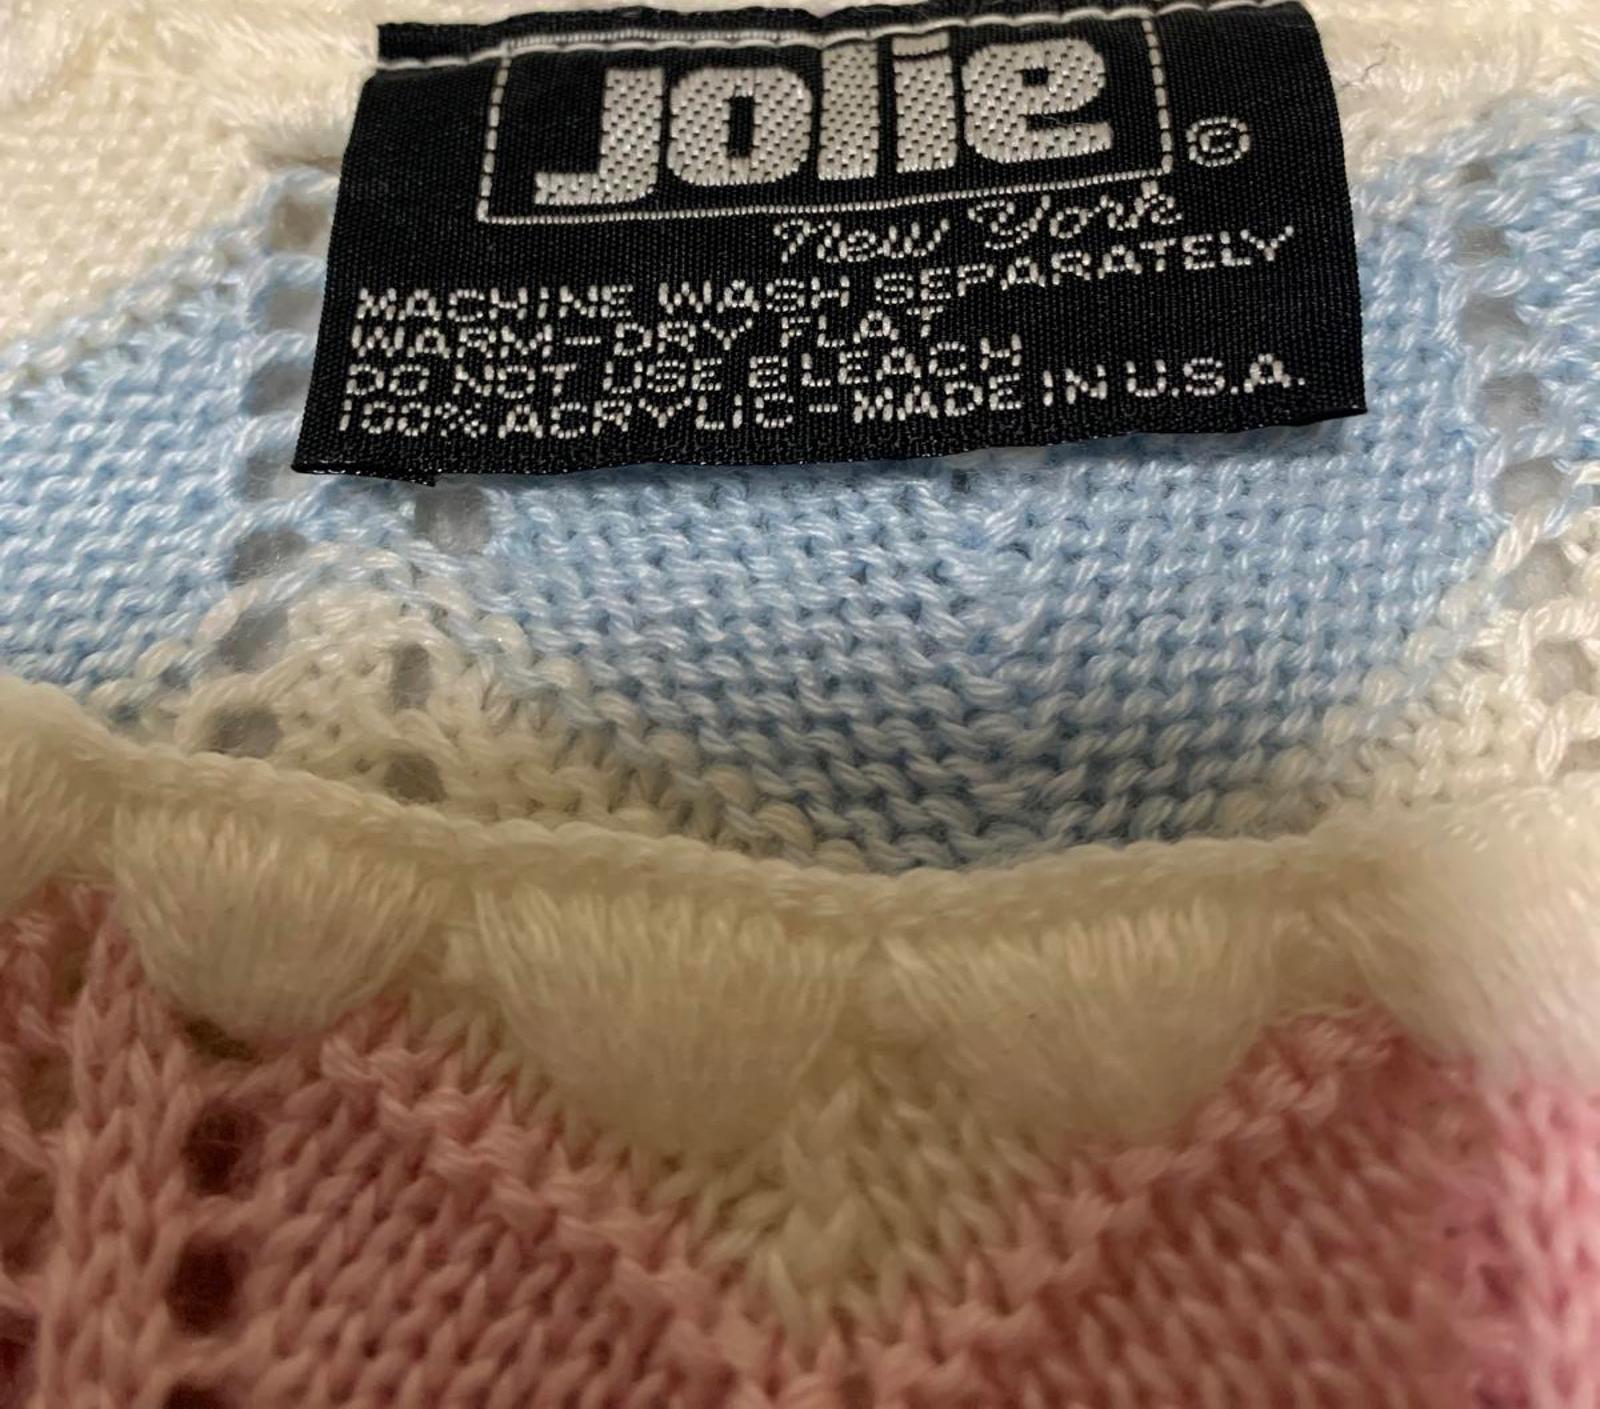 Jolie ©
New York
MACHINE WASH SEPARATELY
WARM-DRY FLAT
DO NOT USE BLEACH
100% ACRYLIC-MADE IN U.S.A.